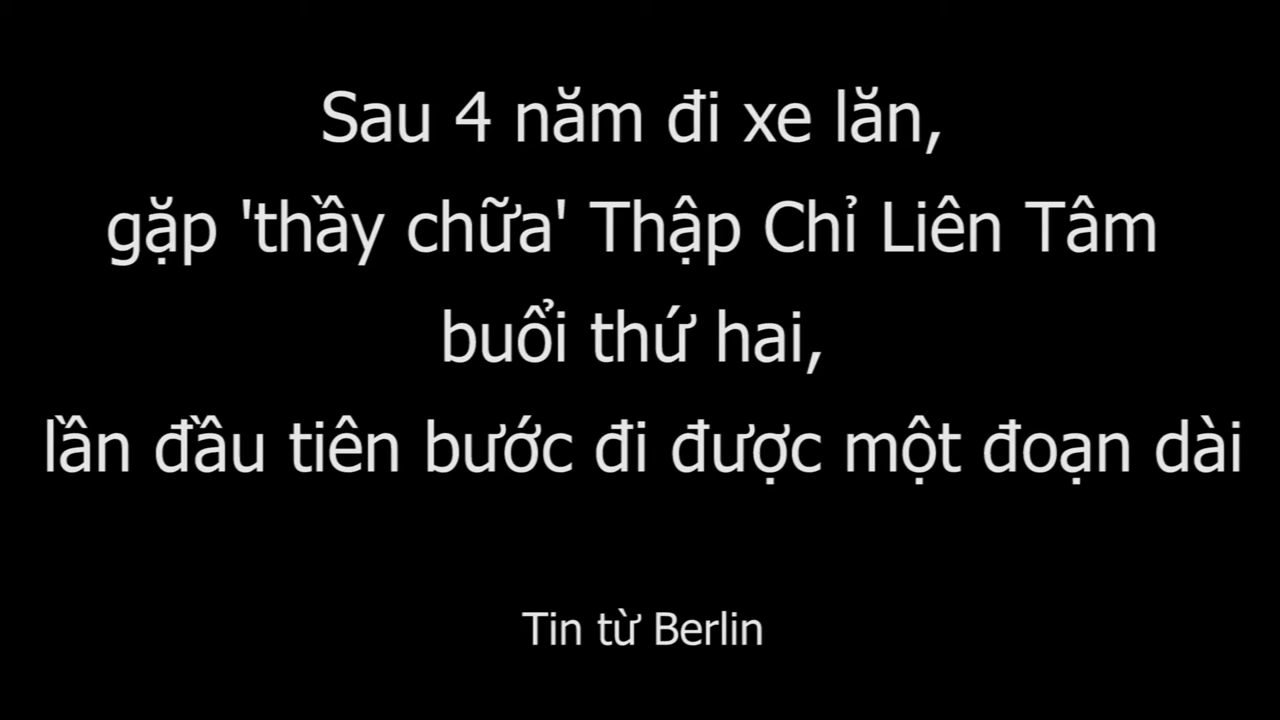 Sau 4 năm đi xe lăn,
gặp 'thầy chữa' Thập Chỉ Liên Tâm
buổi thứ hai,
lần đầu tiên bước đi được một đoạn dài
Tin từ Berlin